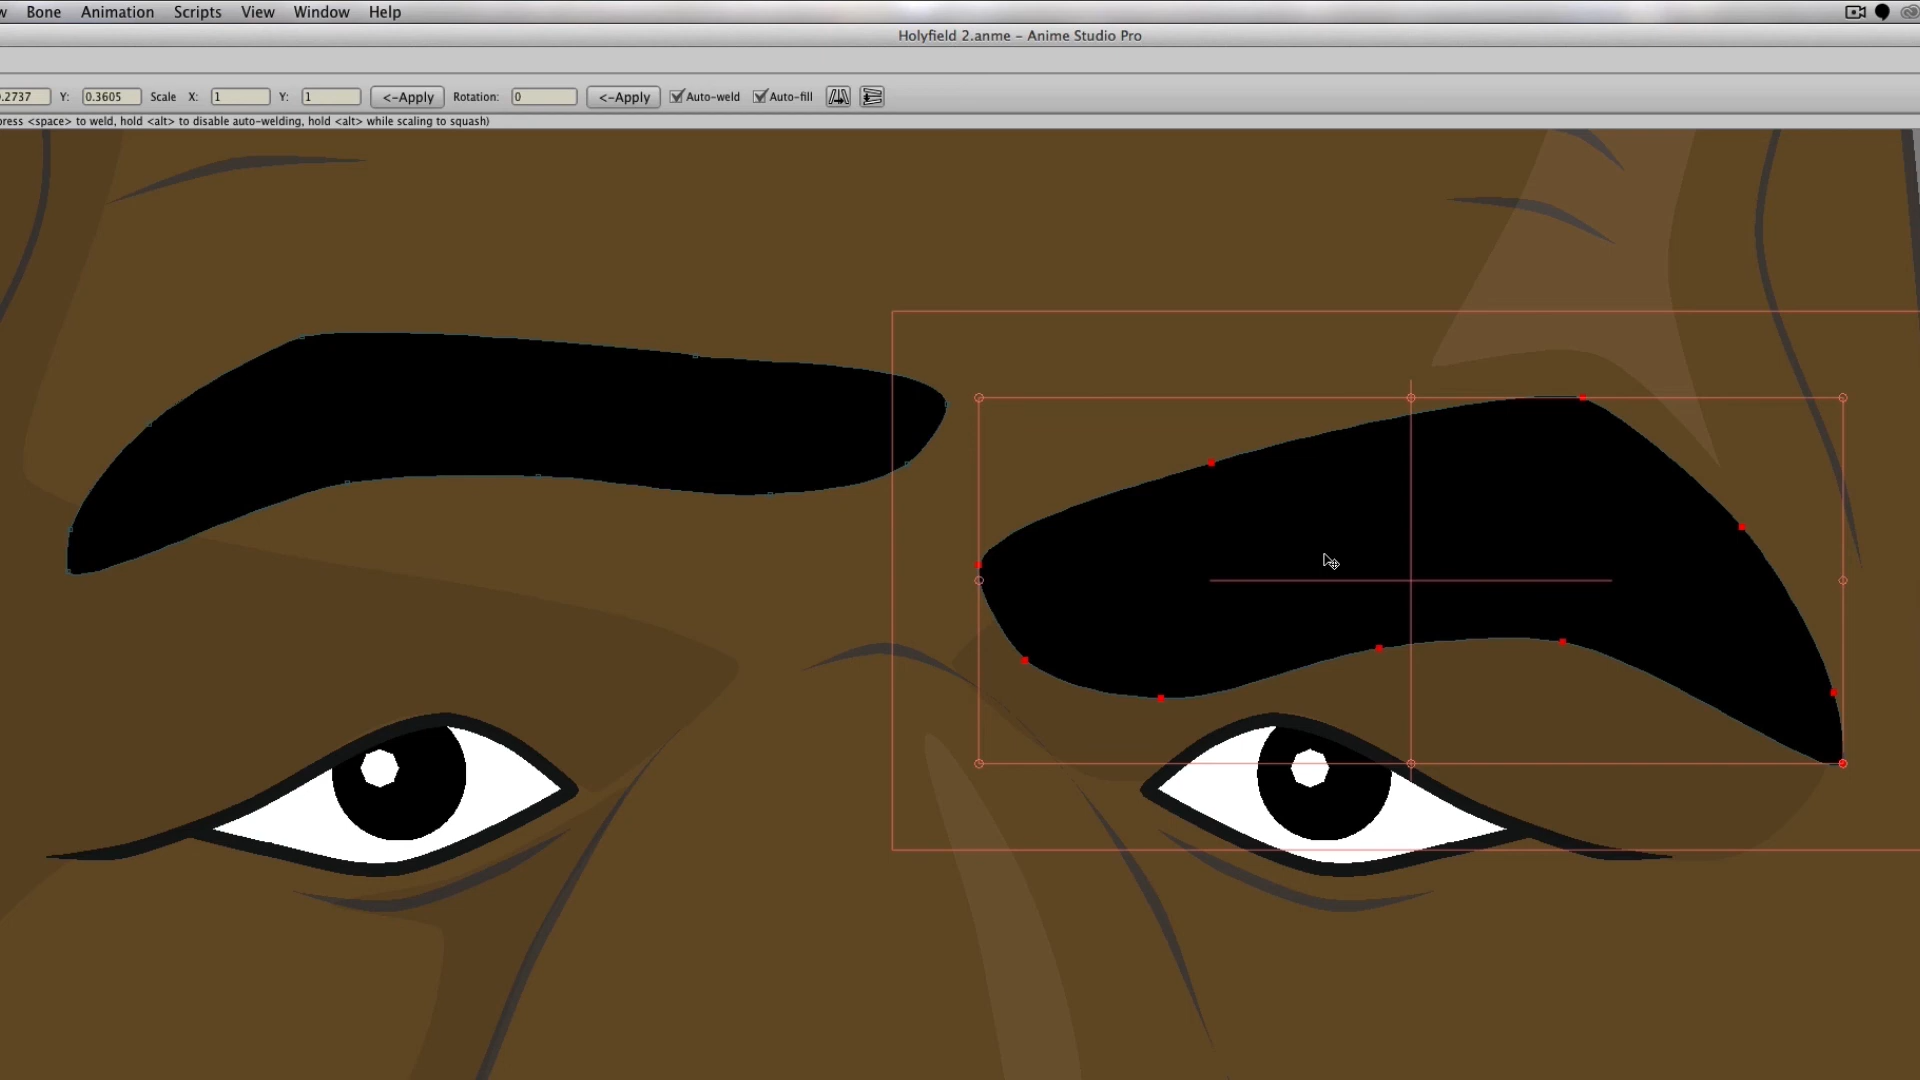 Bone Animation Scripts View Window Help
Holyfield 2.anme - Anime Studio Pro
.2737 Y: 0.3605 Scale X: 1 Y: 1 <-Apply Rotation: 0 <-Apply Auto-weld Auto-fill
press <space> to weld, hold <alt> to disable auto-welding, hold <alt> while scaling to squash)